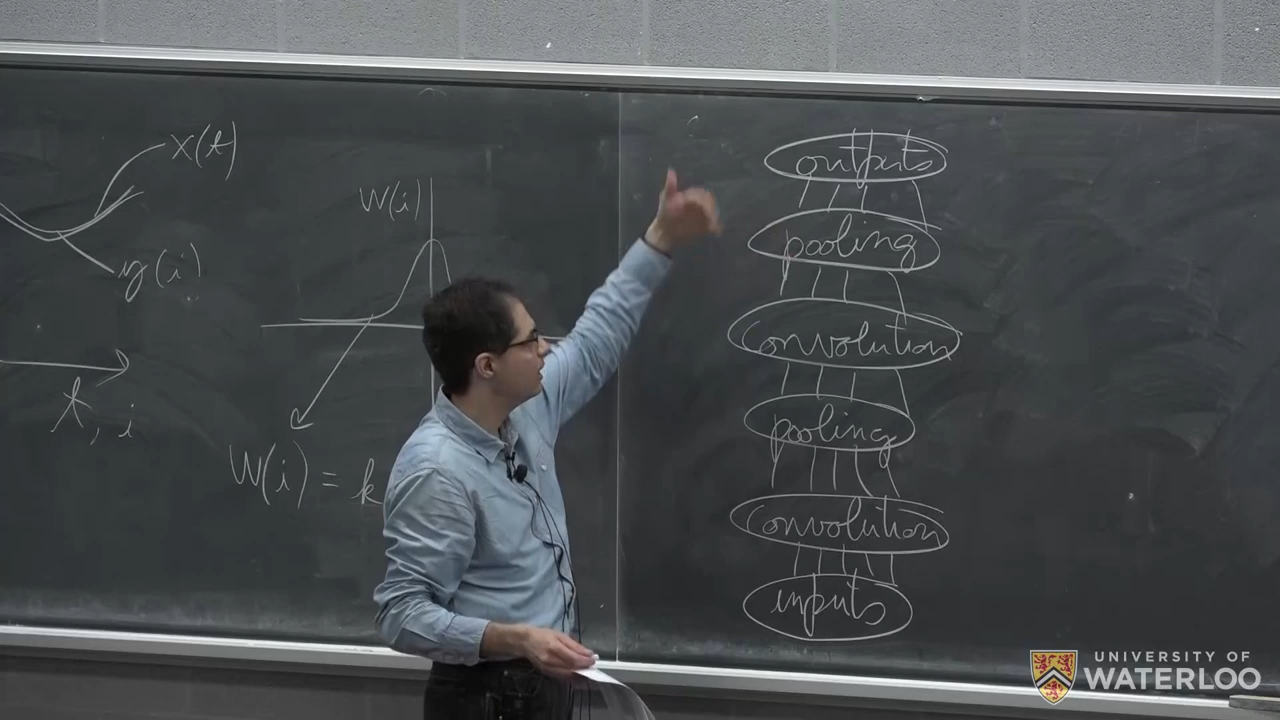 x(t)
y(i)
t, i
W(i)
W(i) = k
outputs
pooling
convolution
pooling
convolution
inputs
UNIVERSITY OF
WATERLOO